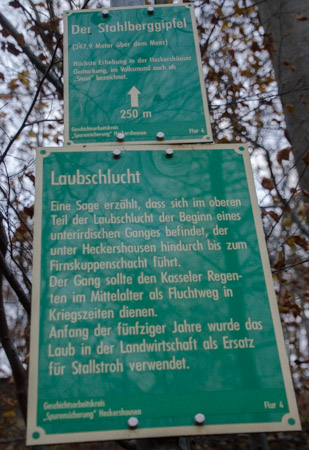 Der Stahlberggipfel
(347,9 Meter über dem Meer)
Höchste Erhebung in der Heckershäuser
Gemarkung, im Volksmund auch als
bezeichnet.
250 m
Geschichtsarbeitskreis
"Spurensicherung" Heckershausen
Flur 4
Laubschlucht
Eine Sage erzählt, dass sich im oberen
Teil der Laubschlucht der Beginn eines
unterirdischen Ganges befindet, der
unter Heckershausen hindurch bis zum
Firnskuppenschacht führt.
Der Gang sollte den Kasseler Regen-
ten im Mittelalter als Fluchtweg in
Kriegszeiten dienen.
Anfang der fünfziger Jahre wurde das
Laub in der Landwirtschaft als Ersatz
für Stallstroh verwendet.
Geschichtsarbeitskreis
"Spurensicherung" Heckershausen
Flur 4